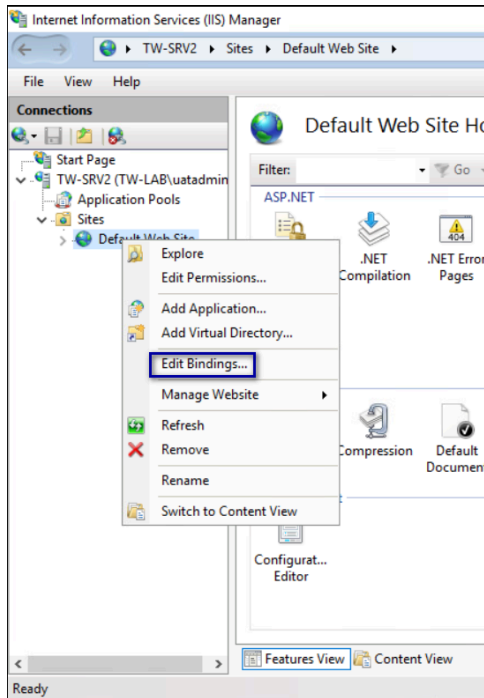 Internet Information Services (IIS) Manager
TW-SRV2 Sites Default Web Site
File View Help
Connections
Start Page
TW-SRV2 (TW-LAB\uatadmin
Application Pools
Sites
Default Web Site
Default Web Site Ho
Filter: Go
ASP.NET
.NET
Compilation
.NET Error
Pages
404
Explore
Edit Permissions...
Add Application...
Add Virtual Directory...
Edit Bindings...
Manage Website
Refresh
Remove
Rename
Switch to Content View
Compression
Default
Document
Configurat...
Editor
Features View Content View
Ready